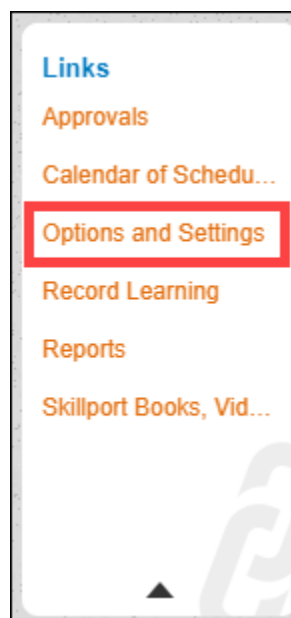 Links
Approvals
Calendar of Schedu...
Options and Settings
Record Learning
Reports
Skillport Books, Vid...